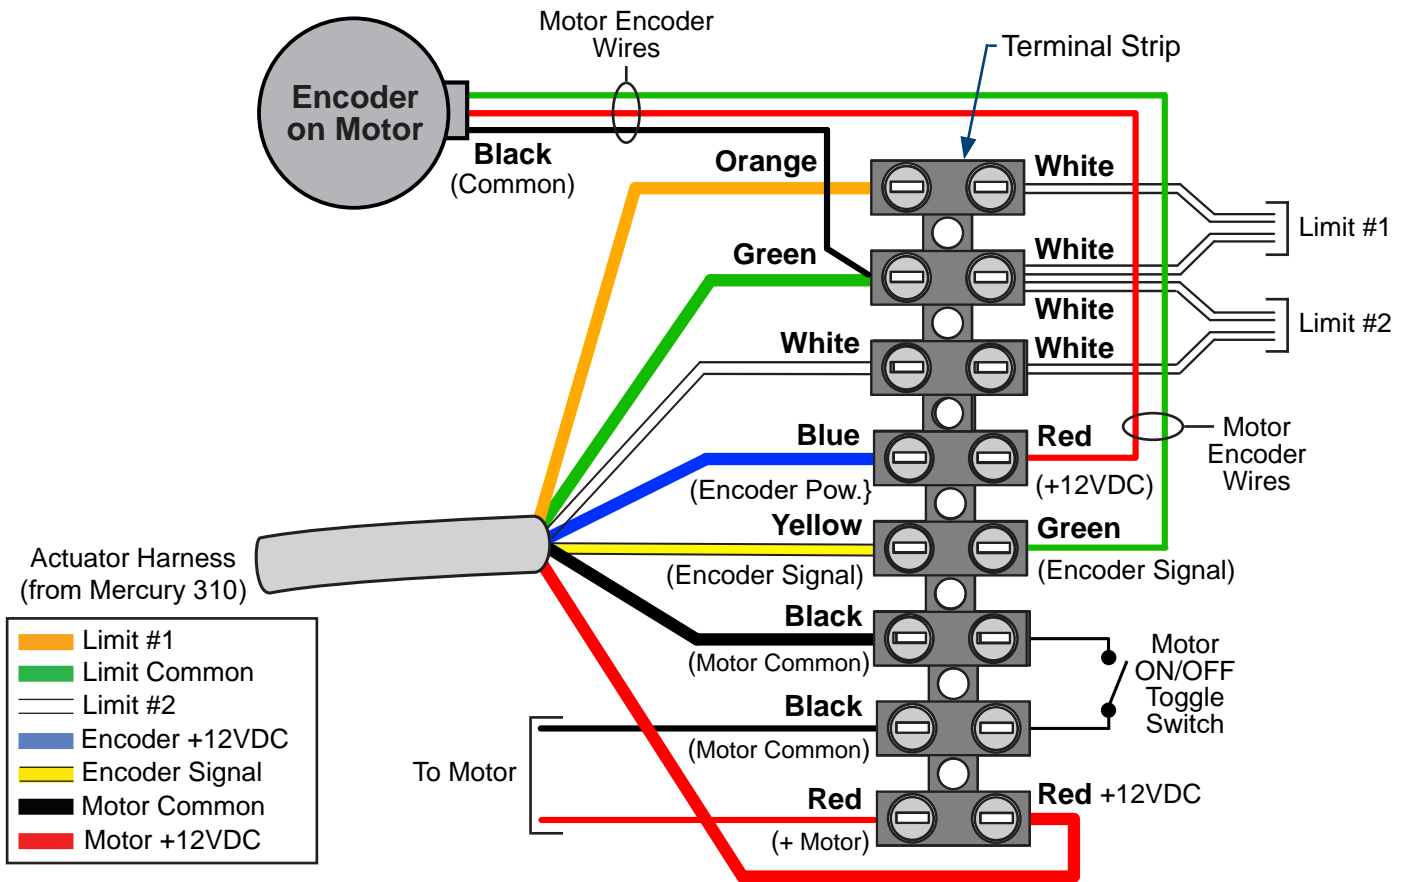 Motor Encoder
Wires
Terminal Strip
Encoder
on Motor
Black
(Common)
Orange
White
Limit #1
Green
White
White
Limit #2
White
White
Blue
(Encoder Pow.}
Red
(+12VDC)
Motor
Encoder
Wires
Yellow
(Encoder Signal)
Green
(Encoder Signal)
Actuator Harness
(from Mercury 310)
Black
(Motor Common)
Motor
ON/OFF
Toggle
Switch
Black
(Motor Common)
To Motor
Red
(+ Motor)
Red +12VDC
Limit #1
Limit Common
Limit #2
Encoder +12VDC
Encoder Signal
Motor Common
Motor +12VDC